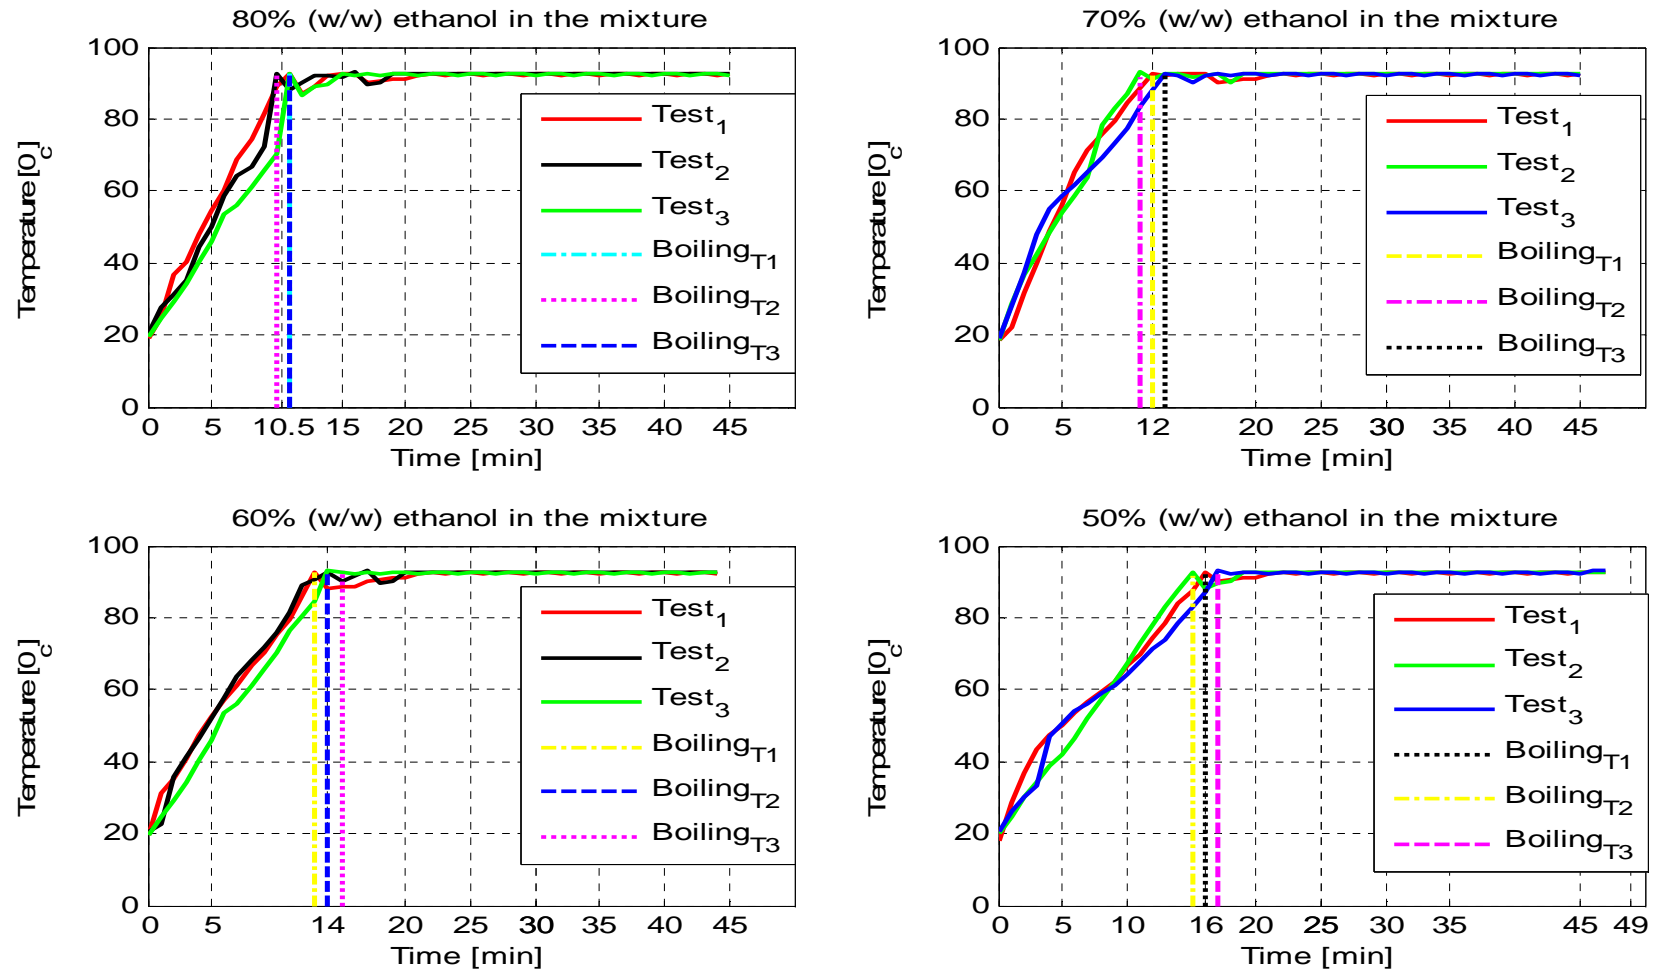 80% (w/w) ethanol in the mixture
100
80
60
40
20
0
Temperature [0c]
0 5 10.5 15 20 25 30 35 40 45
Time [min]
Test1
Test2
Test3
BoilingT1
BoilingT2
BoilingT3
70% (w/w) ethanol in the mixture
100
80
60
40
20
0
Temperature [0c]
0 5 12 20 25 30 35 40 45
Time [min]
Test1
Test2
Test3
BoilingT1
BoilingT2
BoilingT3
60% (w/w) ethanol in the mixture
100
80
60
40
20
0
Temperature [0c]
0 5 14 20 25 30 35 40 45
Time [min]
Test1
Test2
Test3
BoilingT1
BoilingT2
BoilingT3
50% (w/w) ethanol in the mixture
100
80
60
40
20
0
Temperature [0c]
0 5 10 16 20 25 30 35 45 49
Time [min]
Test1
Test2
Test3
BoilingT1
BoilingT2
BoilingT3